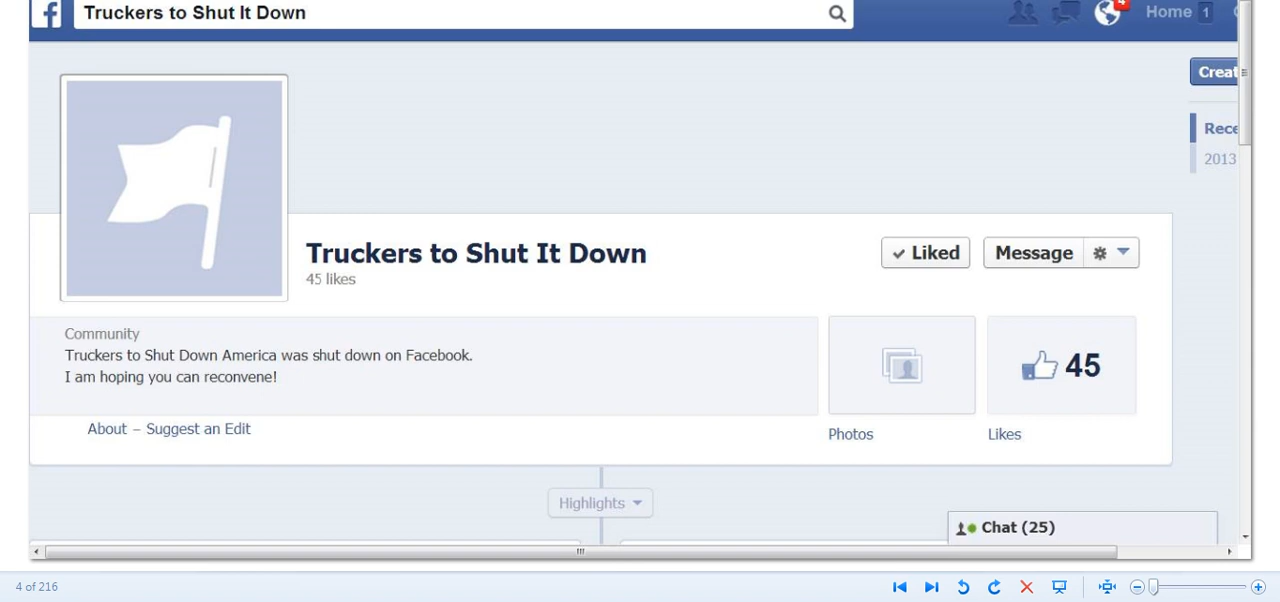 f Truckers to Shut It Down
4
Home 1
Creat
Rece
2013
Truckers to Shut It Down
45 likes
Liked
Message
Community
Truckers to Shut Down America was shut down on Facebook.
I am hoping you can reconvene!
45
About – Suggest an Edit
Photos
Likes
Highlights
Chat (25)
4 of 216